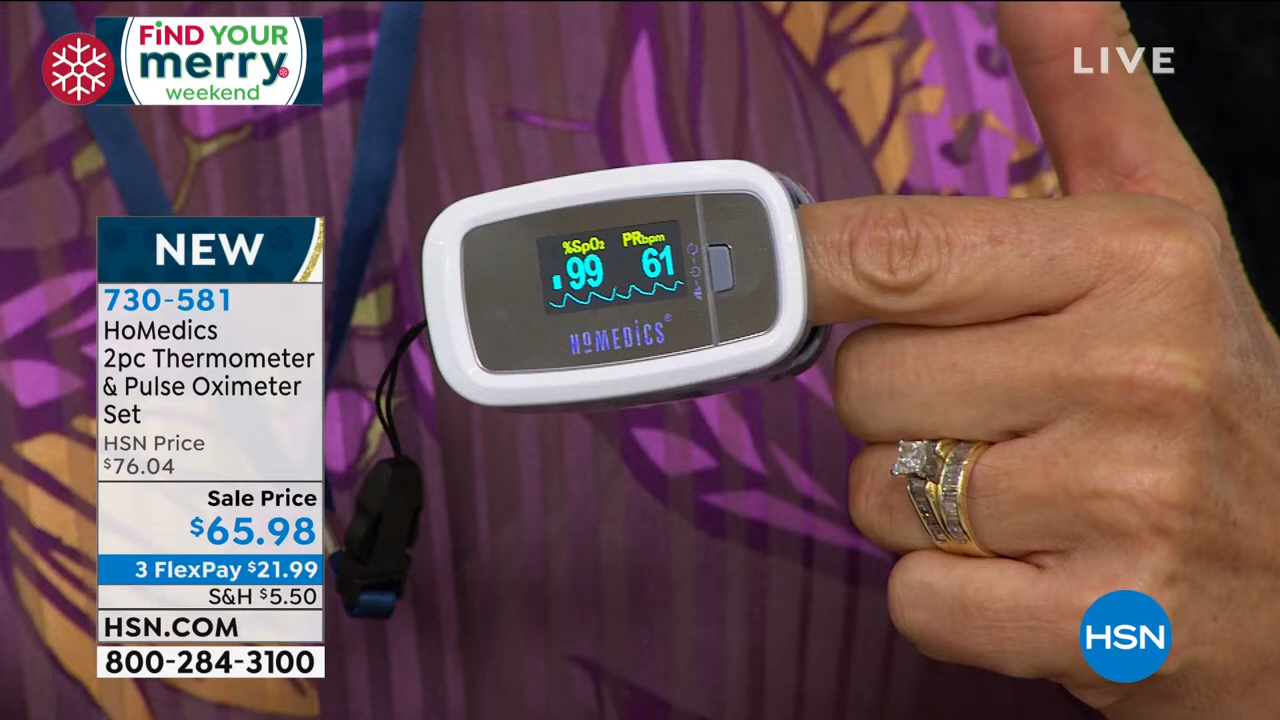 FiND YOUR
merry
weekend
LIVE
NEW
730-581
HoMedics
2pc Thermometer
& Pulse Oximeter
Set
HSN Price
$76.04
Sale Price
$65.98
3 FlexPay $21.99
S&H $5.50
HSN.COM
800-284-3100
%SpO2 PRbpm
99 61
HoMEDiCS®
HSN